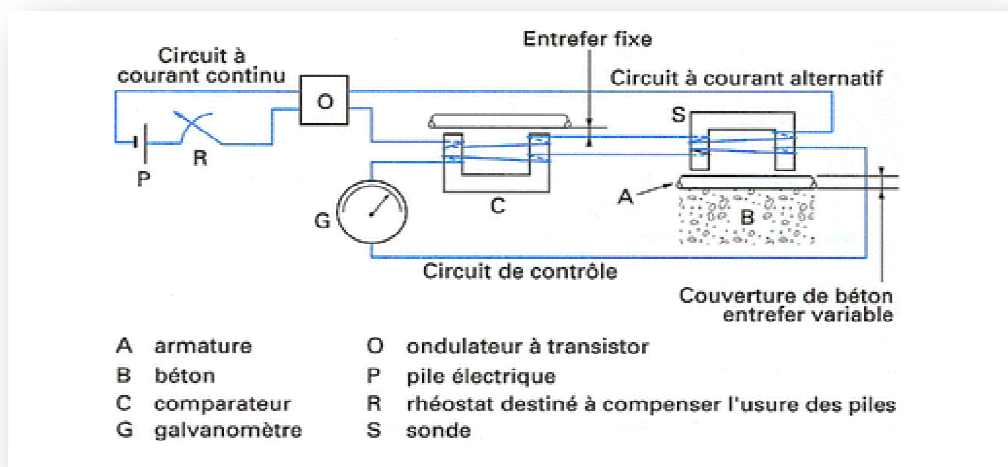 Entrefer fixe
Circuit à
courant continu
Circuit à courant alternatif
O
S
R
P
C
A
B
G
Circuit de contrôle
Couverture de béton
entrefer variable
A armature
B béton
C comparateur
G galvanomètre
O ondulateur à transistor
P pile électrique
R rhéostat destiné à compenser l'usure des piles
S sonde